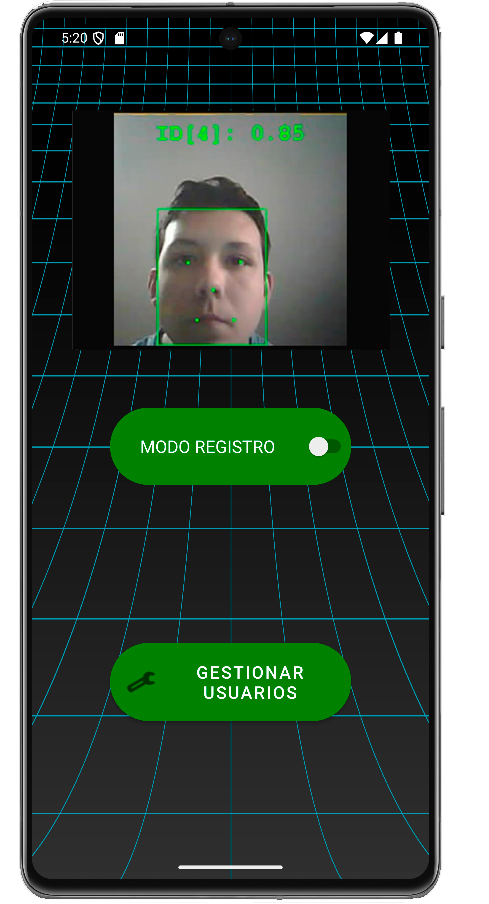 5:20
ID[4]: 0.85
MODO REGISTRO
GESTIONAR
USUARIOS